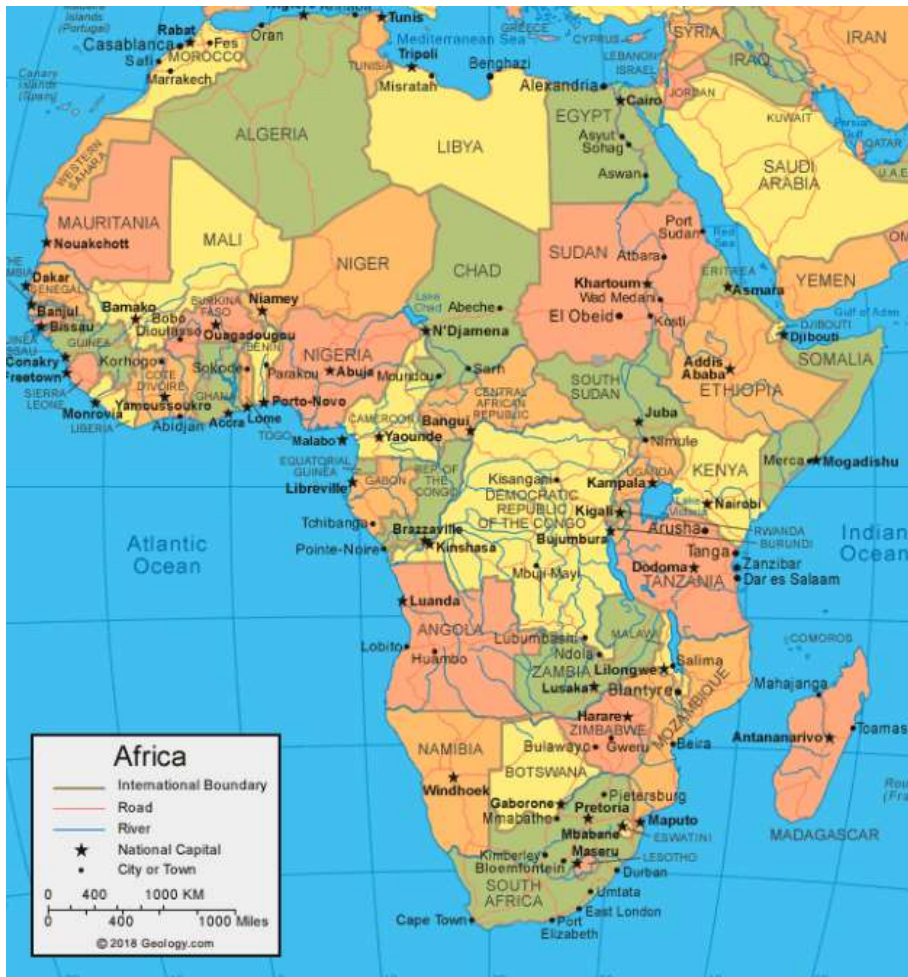 Islands
(Portugal)
Canary
Islands
(Spain)
Rabat
Casablanca
Fes
Safi
MOROCCO
Marrakech
Oran
Tunis
TUNISIA
Tripoli
Misratah
Mediterranean Sea
Benghazi
GREECE
CYPRUS
LEBANON
ISRAEL
SYRIA
IRAQ
IRAN
JORDAN
KUWAIT
Persian
Gulf
QATAR
U.A.E.
SAUDI
ARABIA
Alexandria
Cairo
EGYPT
Asyut
Sohag
Aswan
ALGERIA
LIBYA
WESTERN
SAHARA
MAURITANIA
Nouakchott
MALI
NIGER
CHAD
SUDAN
Port
Sudan
Red
Sea
Atbara
Khartoum
Wad Medani
El Obeid
Kosti
ERITREA
Asmara
YEMEN
Gulf of Aden
DJIBOUTI
Djibouti
SOMALIA
Dakar
SENEGAL
Banjul
Bissau
GUINEA
Conakry
Freetown
SIERRA
LEONE
Monrovia
LIBERIA
Bamako
Bobo
Dioulasso
BURKINA
FASO
Ouagadougou
Niamey
BENIN
Korhogo
COTE
D'IVOIRE
Yamoussoukro
Abidjan
GHANA
Accra
Sokode
Lome
TOGO
Parakou
Porto-Novo
NIGERIA
Abuja
Lake
Chad
Abeche
N'Djamena
Moundou
Sarh
CENTRAL
AFRICAN
REPUBLIC
Bangui
CAMEROON
Yaounde
Malabo
EQUATORIAL
GUINEA
Libreville
GABON
REP OF
THE
CONGO
Tchibanga
Brazzaville
Pointe-Noire
Kinshasa
SOUTH
SUDAN
Juba
Nimule
Addis
Ababa
ETHIOPIA
Merca
Mogadishu
UGANDA
Kampala
KENYA
Nairobi
Lake
Victoria
Kisangani
DEMOCRATIC
REPUBLIC
OF THE CONGO
Kigali
RWANDA
Bujumbura
BURUNDI
Arusha
Tanga
Zanzibar
Dodoma
Dar es Salaam
TANZANIA
Mbuji-Mayi
Atlantic
Ocean
Indian
Ocean
Luanda
ANGOLA
Lobito
Huambo
Lubumbashi
Ndola
ZAMBIA
Lusaka
MALAWI
Lilongwe
Salima
Blantyre
MOZAMBIQUE
COMOROS
Mahajanga
Antananarivo
Toamas
MADAGASCAR
Harare
ZIMBABWE
Bulawayo
Gweru
Beira
NAMIBIA
Windhoek
BOTSWANA
Gaborone
Pietersburg
Pretoria
Mmabatho
Maputo
Mbabane
ESWATINI
Maseru
Kimberley
Bloemfontein
LESOTHO
Durban
SOUTH
AFRICA
Umtata
East London
Cape Town
Port
Elizabeth
Africa
International Boundary
Road
River
National Capital
City or Town
0 400 1000 KM
0 400 1000 Miles
© 2018 Geology.com